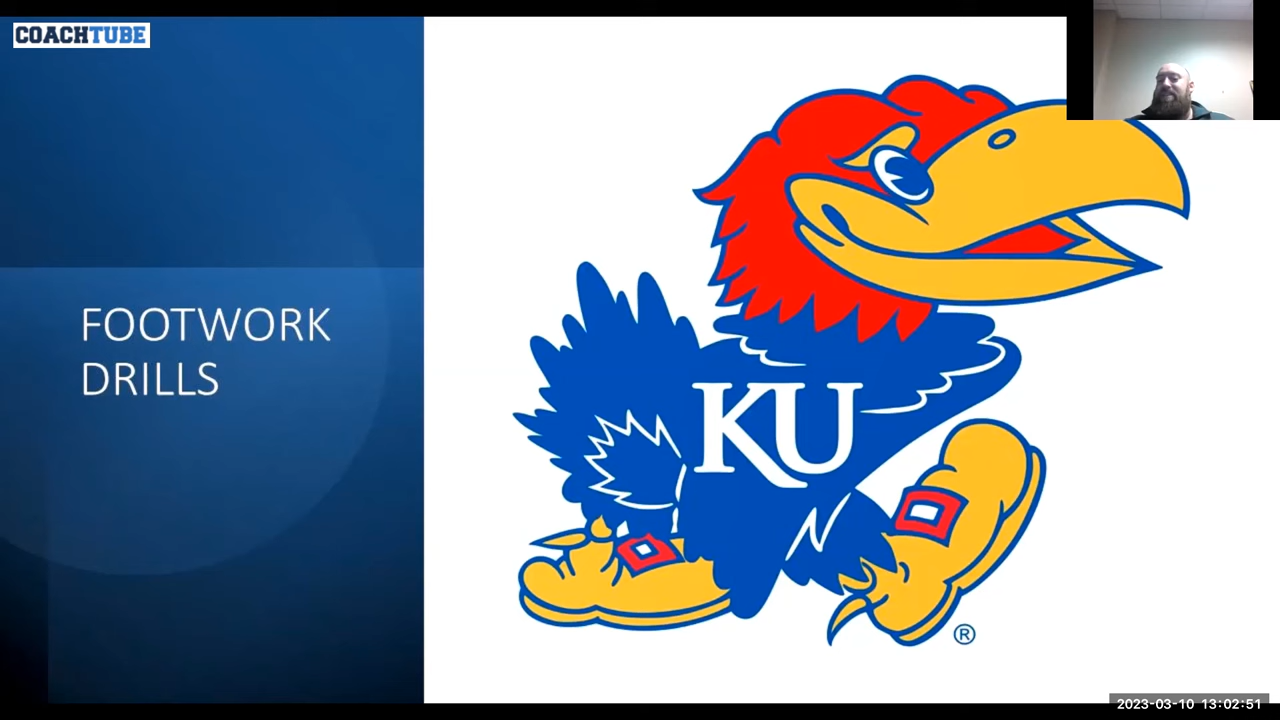 COACHTUBE
FOOTWORK
DRILLS
KU
®
2023-03-10 13:02:51